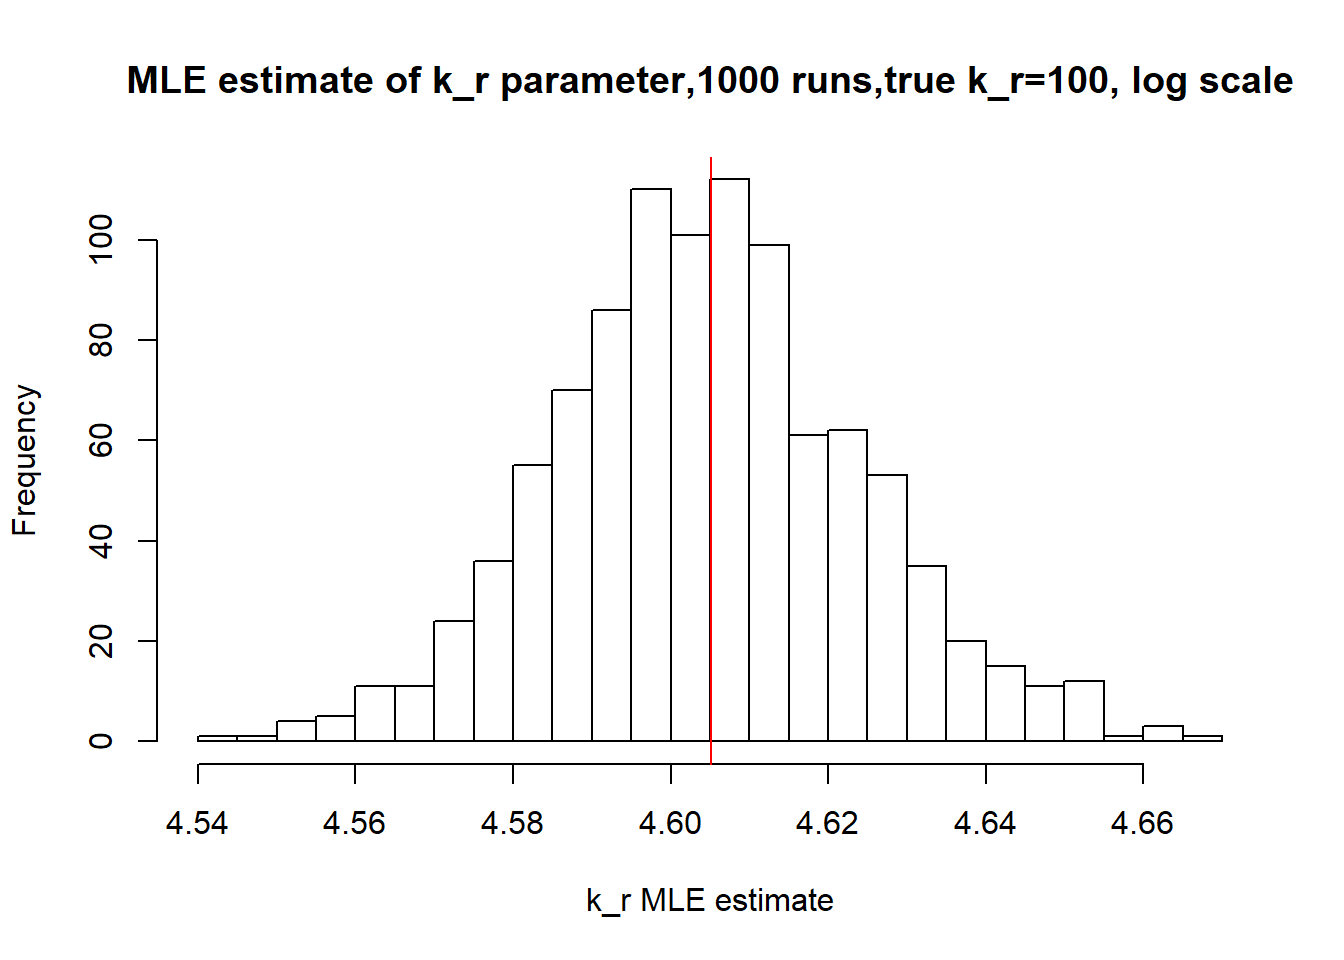 MLE estimate of k_r parameter,1000 runs,true k_r=100, log scale
Frequency
100
80
60
40
20
0
4.54 4.56 4.58 4.60 4.62 4.64 4.66
k_r MLE estimate